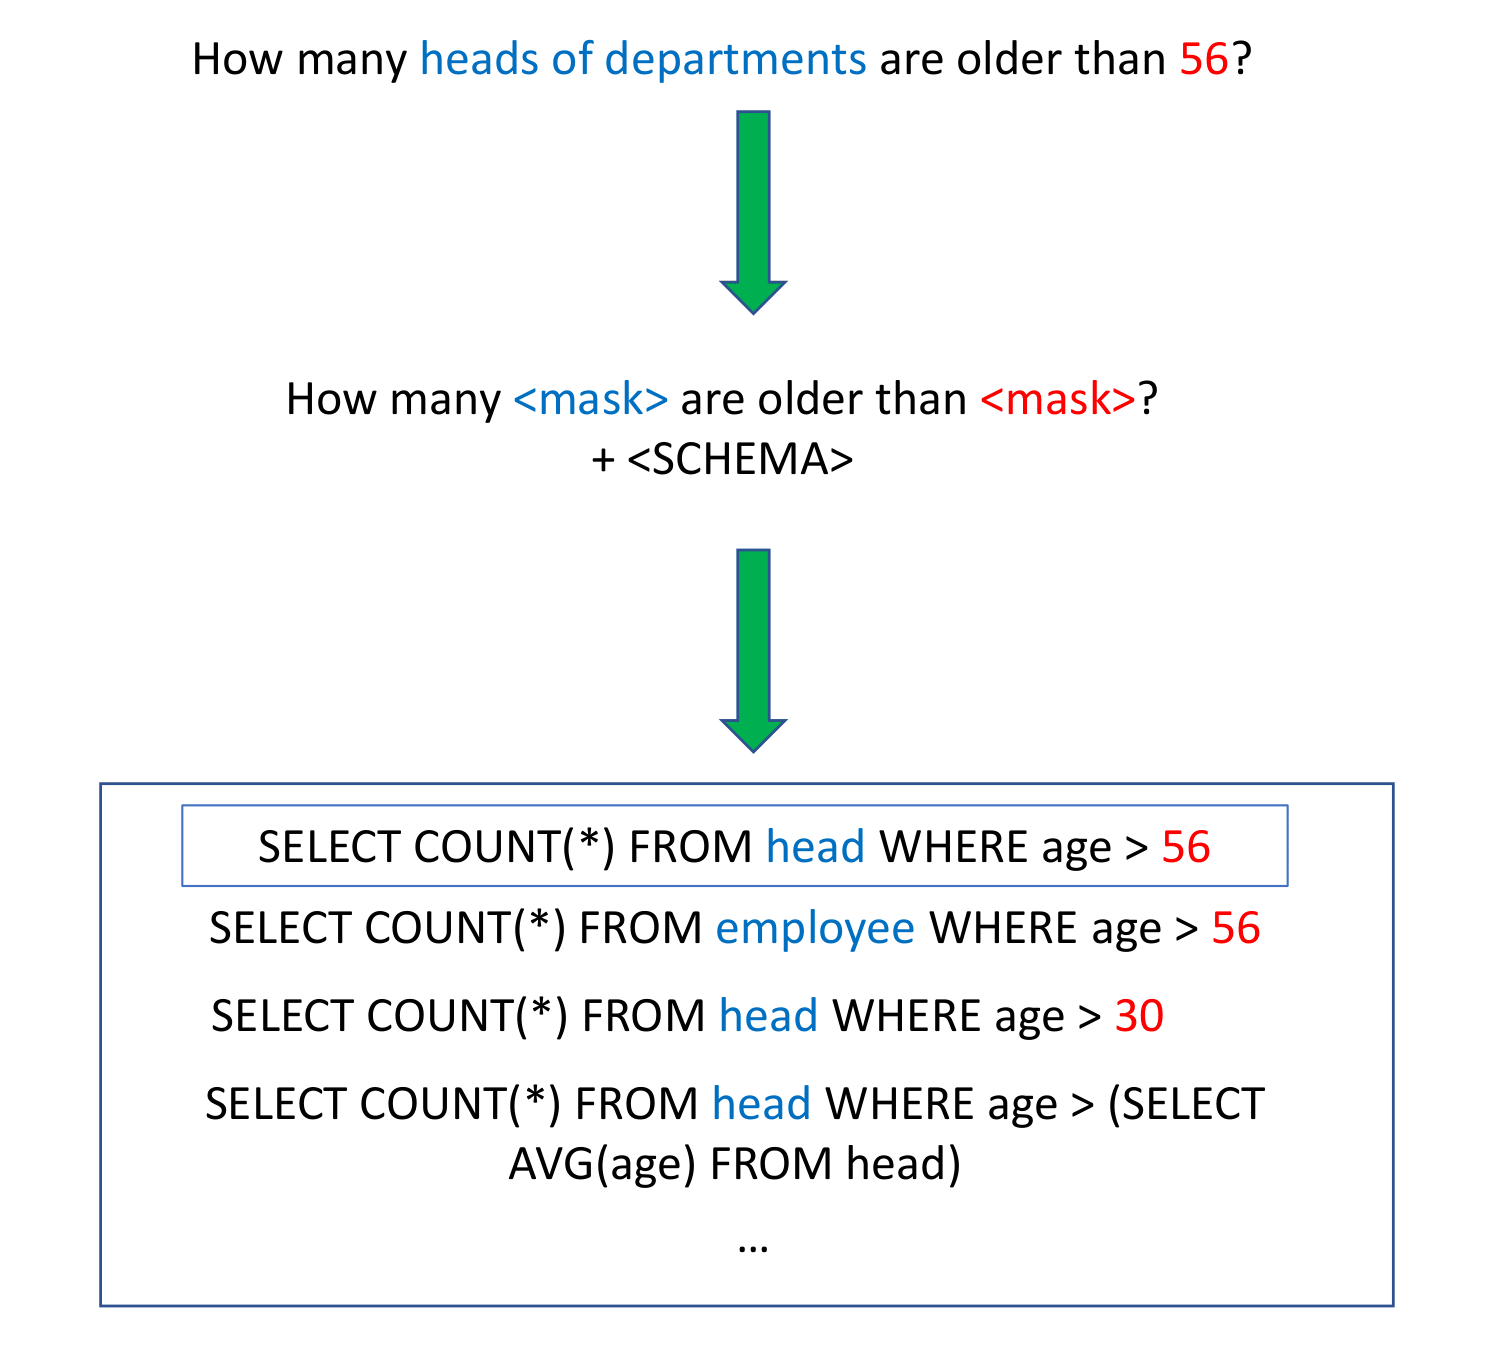 How many heads of departments are older than 56?
How many <mask> are older than <mask>?
+ <SCHEMA>
SELECT COUNT(*) FROM head WHERE age > 56
SELECT COUNT(*) FROM employee WHERE age > 56
SELECT COUNT(*) FROM head WHERE age > 30
SELECT COUNT(*) FROM head WHERE age > (SELECT
AVG(age) FROM head)
...